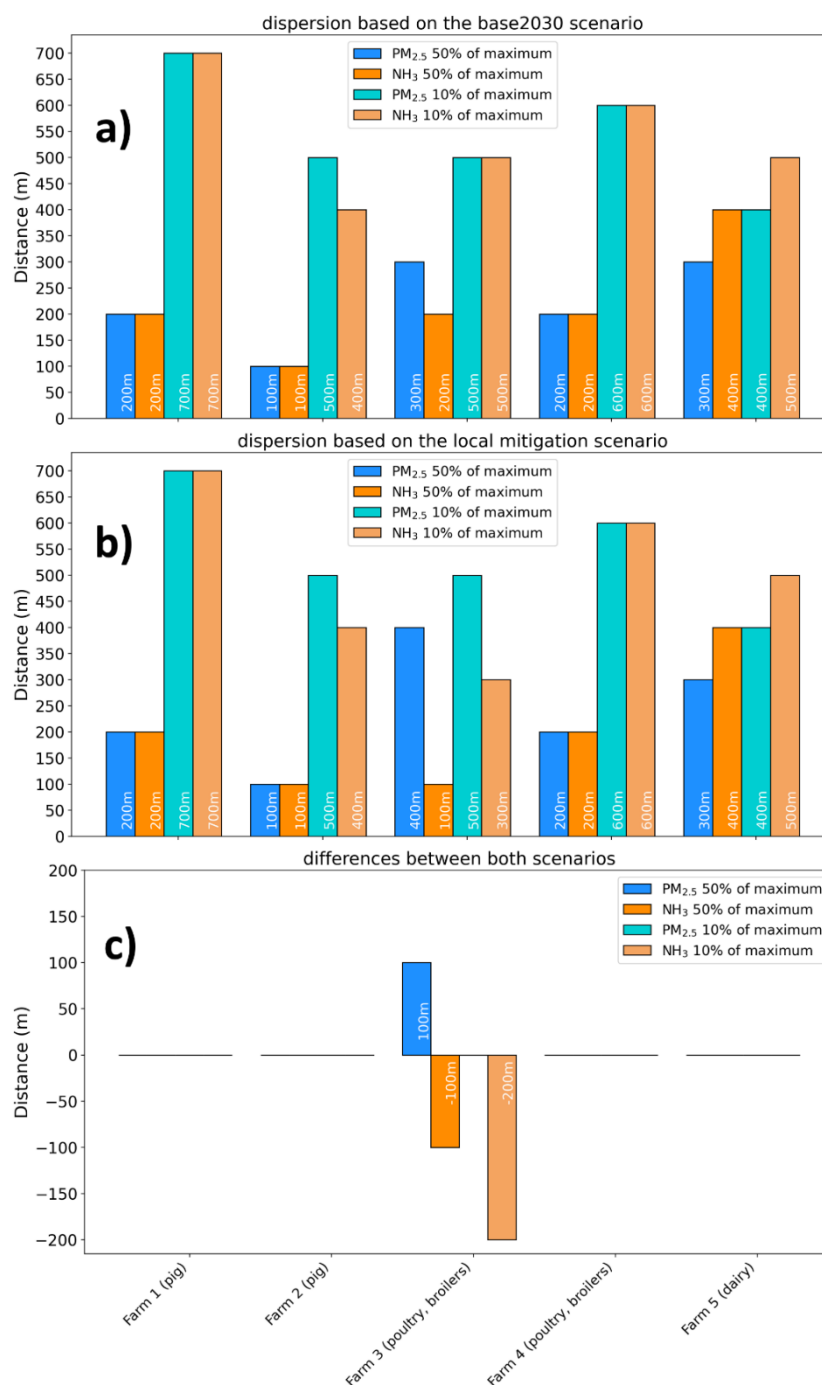 dispersion based on the base2030 scenario
a)
PM2.5 50% of maximum
NH3 50% of maximum
PM2.5 10% of maximum
NH3 10% of maximum
Distance (m)
700
650
600
550
500
450
400
350
300
250
200
150
100
50
0
200m
200m
700m
700m
100m
100m
500m
400m
300m
200m
500m
500m
200m
200m
600m
600m
300m
400m
400m
500m
dispersion based on the local mitigation scenario
b)
PM2.5 50% of maximum
NH3 50% of maximum
PM2.5 10% of maximum
NH3 10% of maximum
Distance (m)
700
650
600
550
500
450
400
350
300
250
200
150
100
50
0
200m
200m
700m
700m
100m
100m
500m
400m
400m
100m
500m
300m
200m
200m
600m
600m
300m
400m
400m
500m
differences between both scenarios
c)
PM2.5 50% of maximum
NH3 50% of maximum
PM2.5 10% of maximum
NH3 10% of maximum
Distance (m)
200
150
100
50
0
−50
−100
−150
−200
100m
-100m
-200m
Farm 1 (pig)
Farm 2 (pig)
Farm 3 (poultry, broilers)
Farm 4 (poultry, broilers)
Farm 5 (dairy)